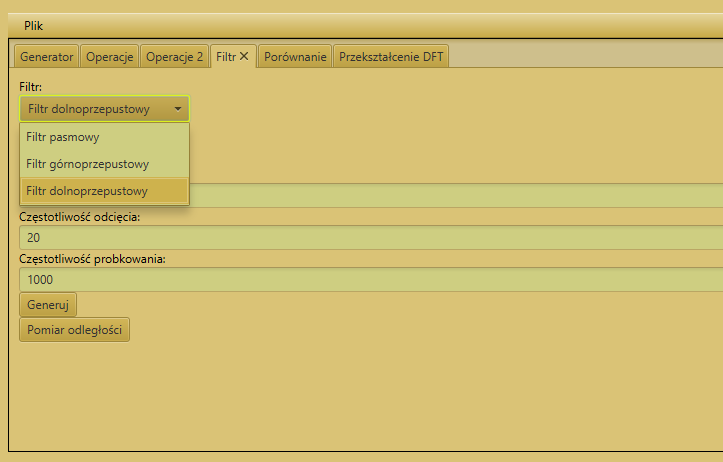 Plik
Generator Operacje Operacje 2 Filtr Porównanie Przekształcenie DFT
Filtr:
Filtr dolnoprzepustowy
Filtr pasmowy
Filtr górnoprzepustowy
Filtr dolnoprzepustowy
Częstotliwość odcięcia:
20
Częstotliwość probkowania:
1000
Generuj
Pomiar odległości